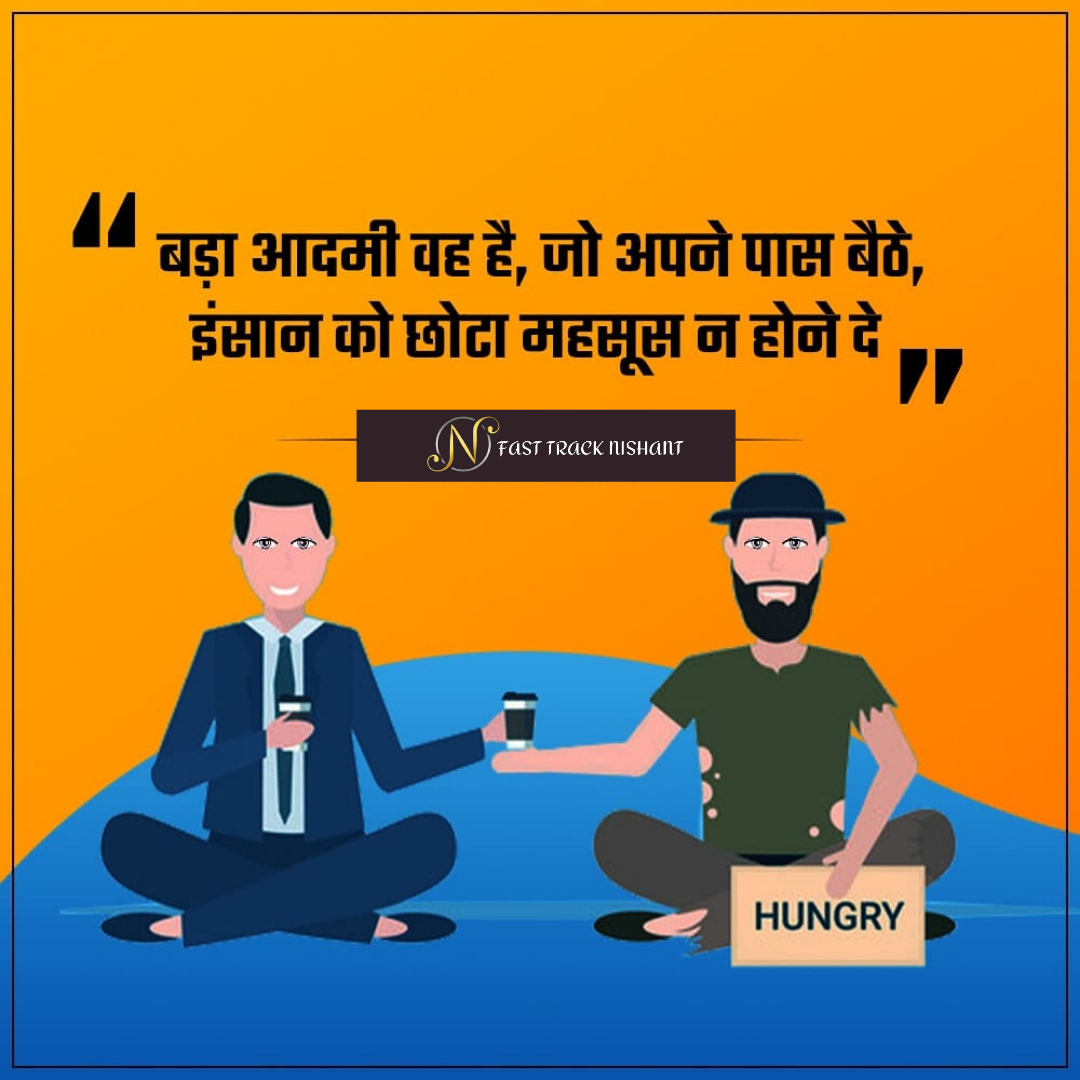 “ बड़ा आदमी वह है, जो अपने पास बैठे,
इंसान को छोटा महसूस न होने दे ”
N FAST TRACK NISHANT
HUNGRY